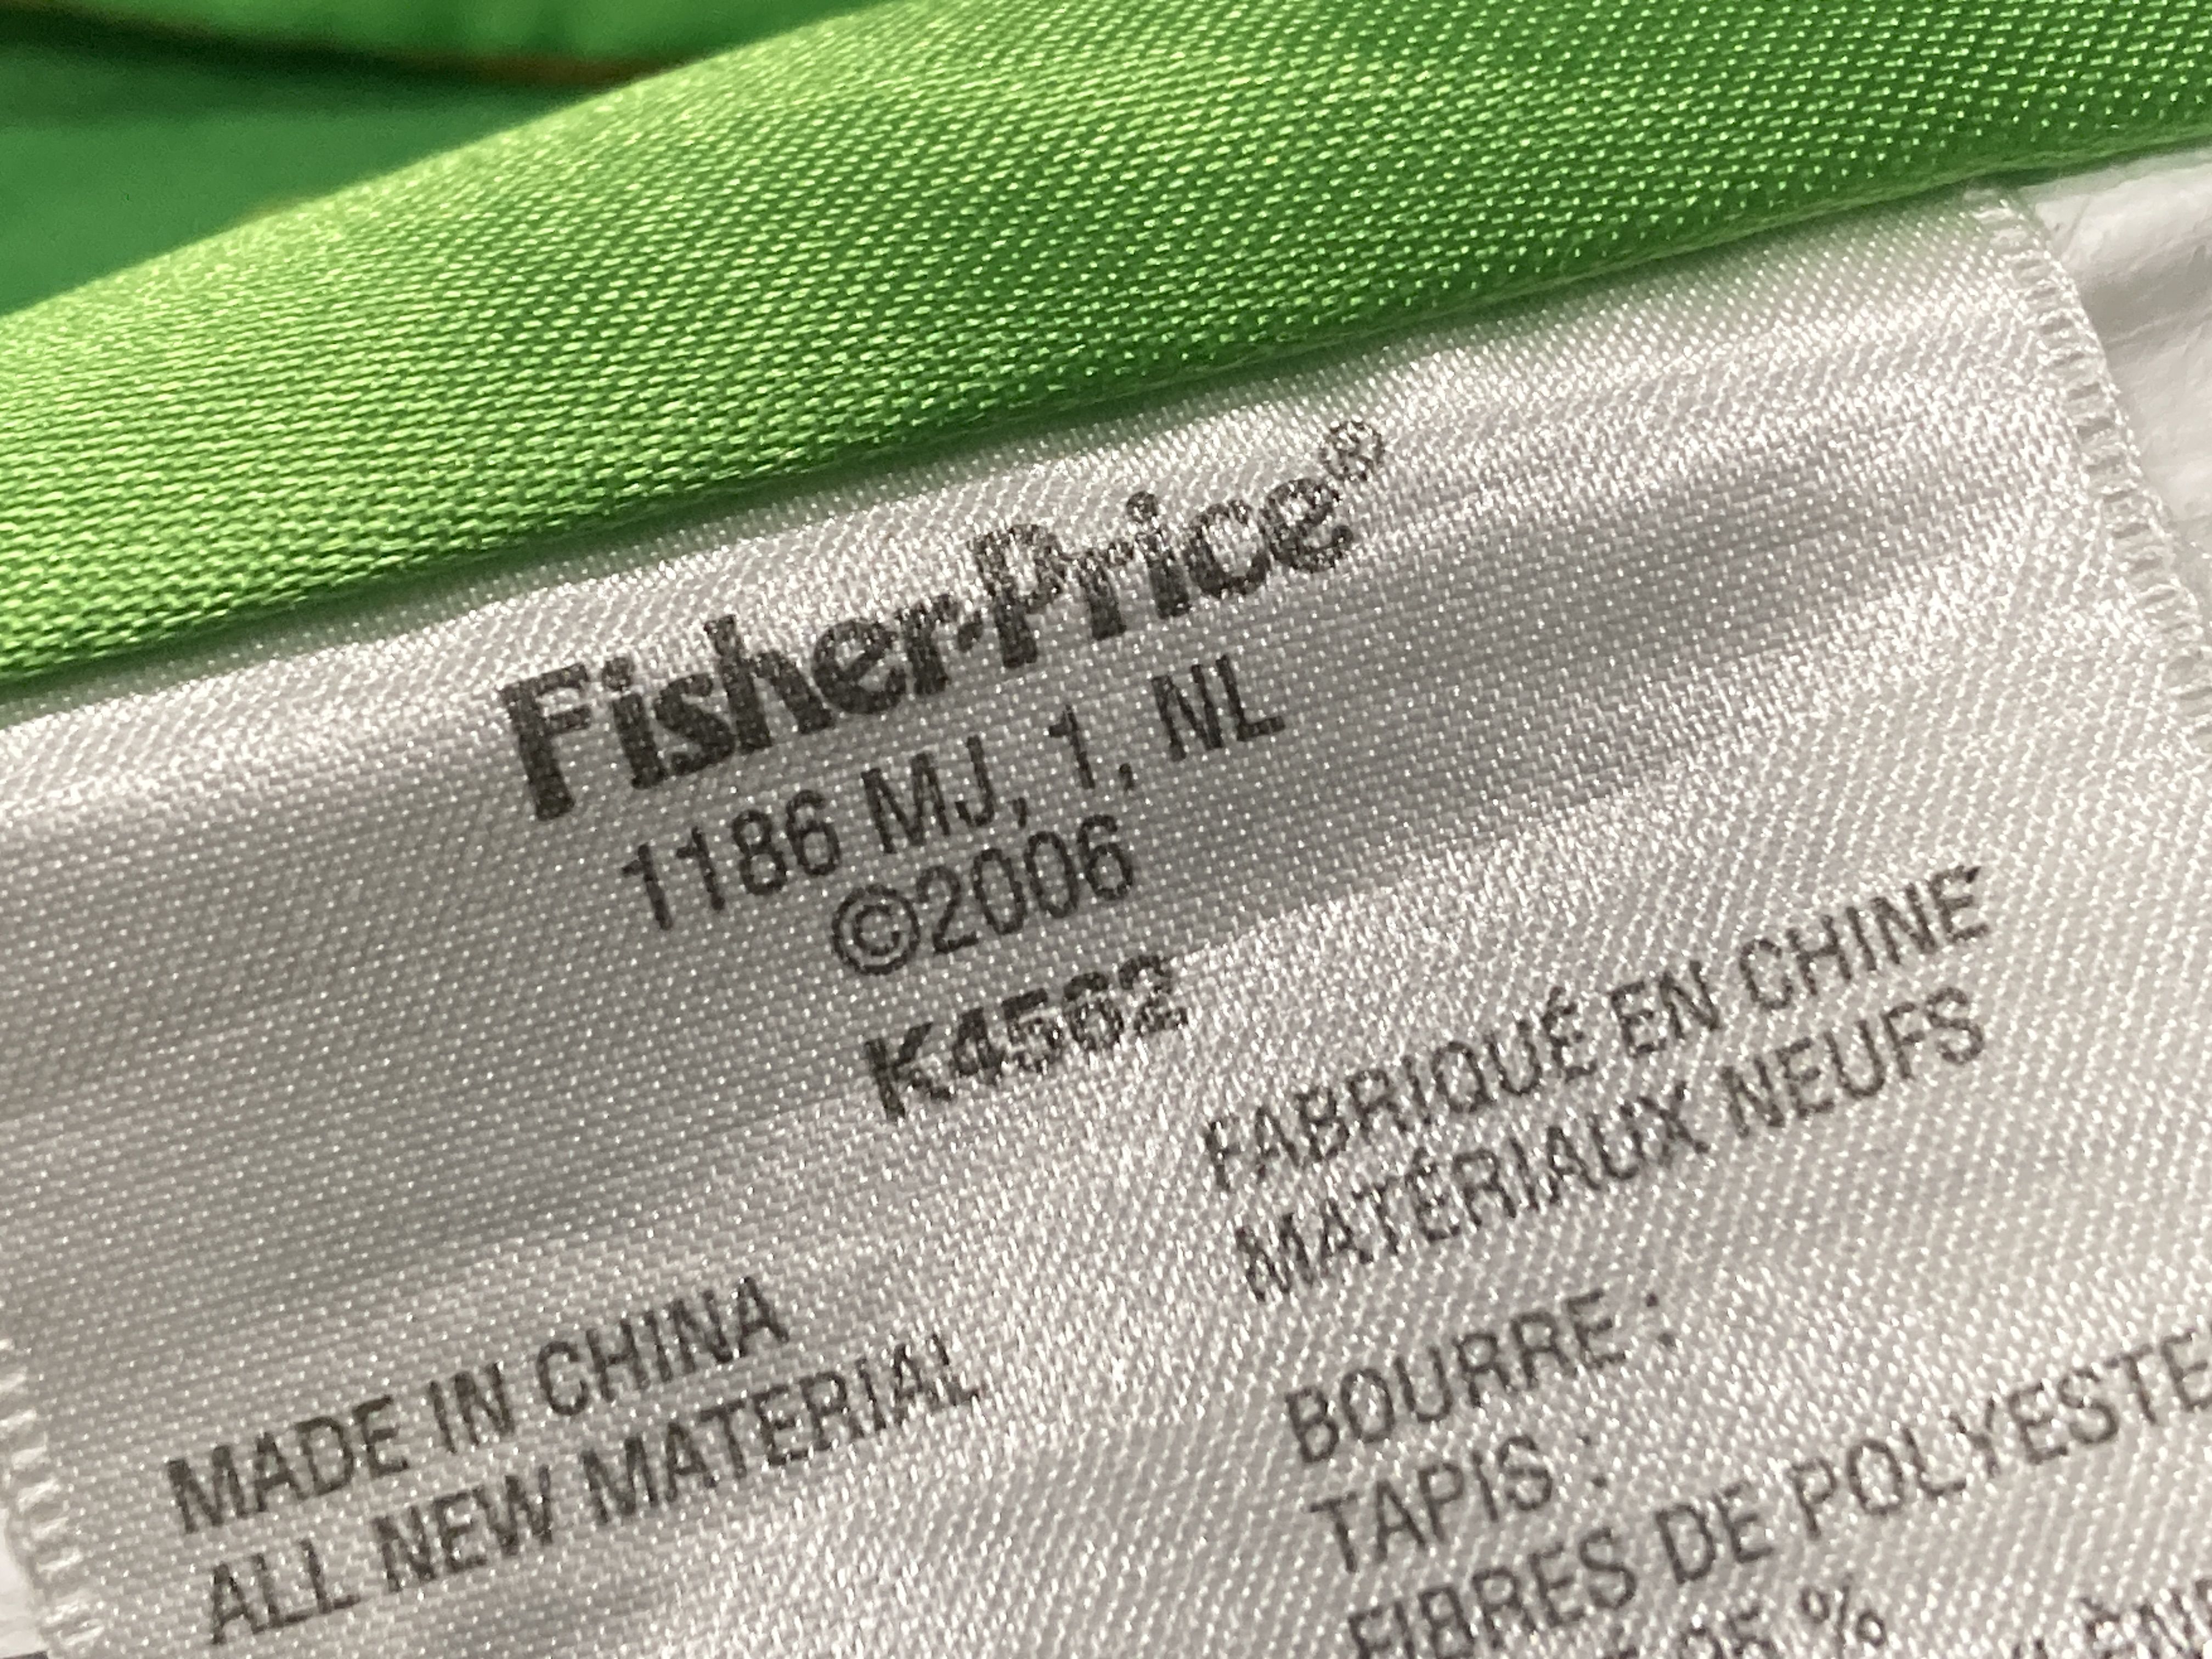 Fisher-Price®
1186 MJ, 1, NL
©2006
K4562
FABRIQUÉ EN CHINE
MATÉRIAUX NEUFS
MADE IN CHINA
ALL NEW MATERIAL
BOURRE :
TAPIS :
FIBRES DE POLYESTE
95 %